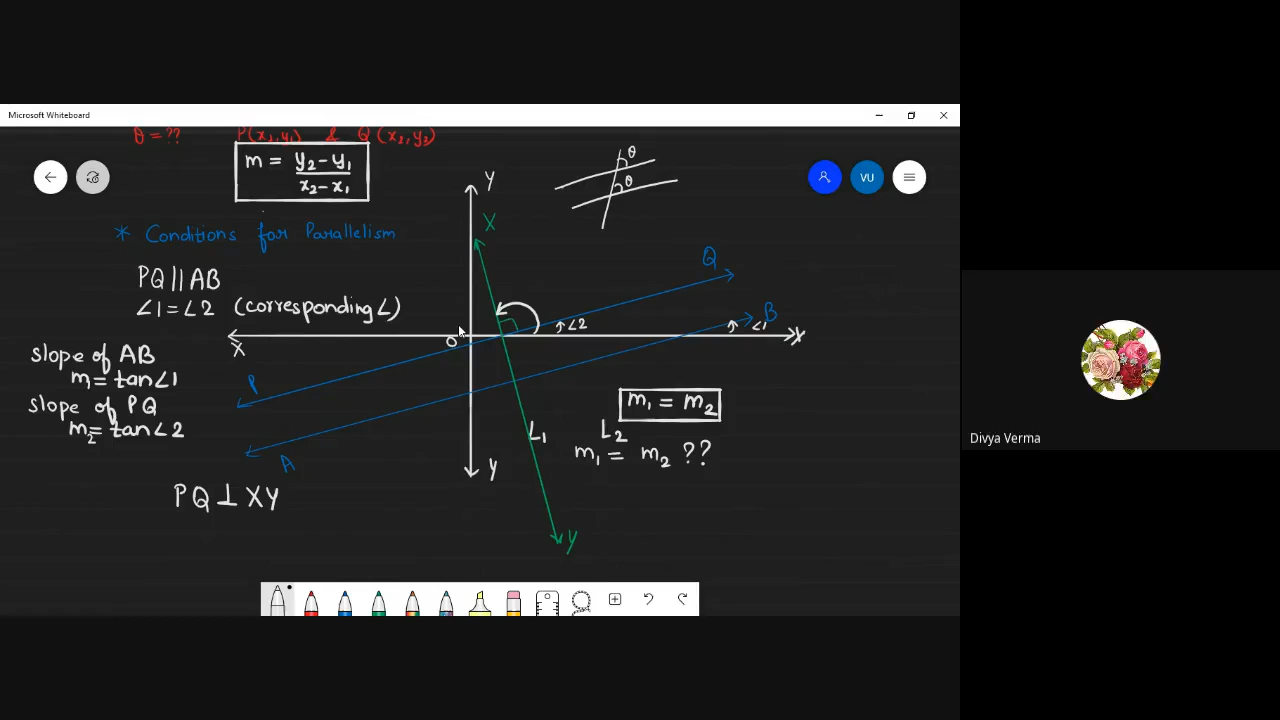 Microsoft Whiteboard
θ = ?? P(x₁,y₁) & Q(x₂,y₂)
m = y₂-y₁
x₂-x₁
θ
θ
Y
X
* Conditions for Parallelism
PQ || AB
∠1 = ∠2 (corresponding ∠)
Q
B
↑∠2
↑ ∠1
X
O
X
slope of AB
m = tan∠1
slope of PQ
m₂ = tan∠2
P
A
m₁ = m₂
L₁
L₂
m₁ = m₂ ??
Y
PQ ⊥ XY
Y
VU
Divya Verma